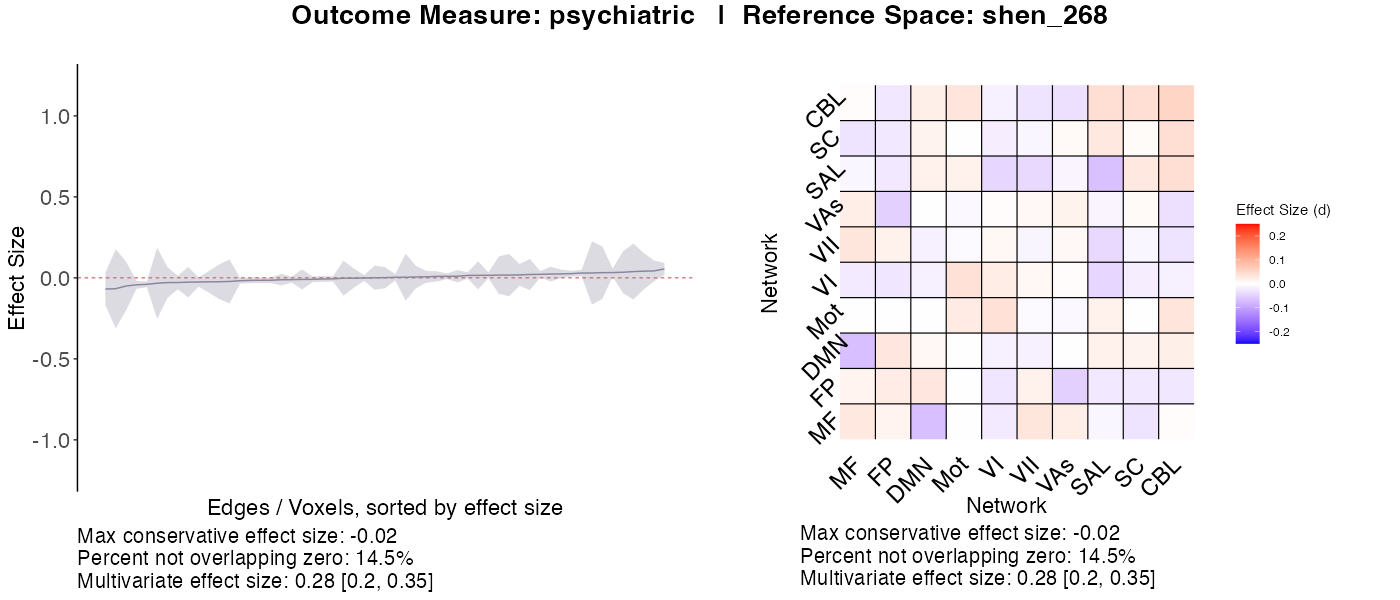 Outcome Measure: psychiatric | Reference Space: shen_268
Effect Size
1.0
0.5
0.0
-0.5
-1.0
Edges / Voxels, sorted by effect size
Max conservative effect size: -0.02
Percent not overlapping zero: 14.5%
Multivariate effect size: 0.28 [0.2, 0.35]
Network
CBL
SC
SAL
VAs
VII
VI
Mot
DMN
FP
MF
MF FP DMN Mot VI VII VAs SAL SC CBL
Network
Max conservative effect size: -0.02
Percent not overlapping zero: 14.5%
Multivariate effect size: 0.28 [0.2, 0.35]
Effect Size (d)
0.2
0.1
0.0
-0.1
-0.2